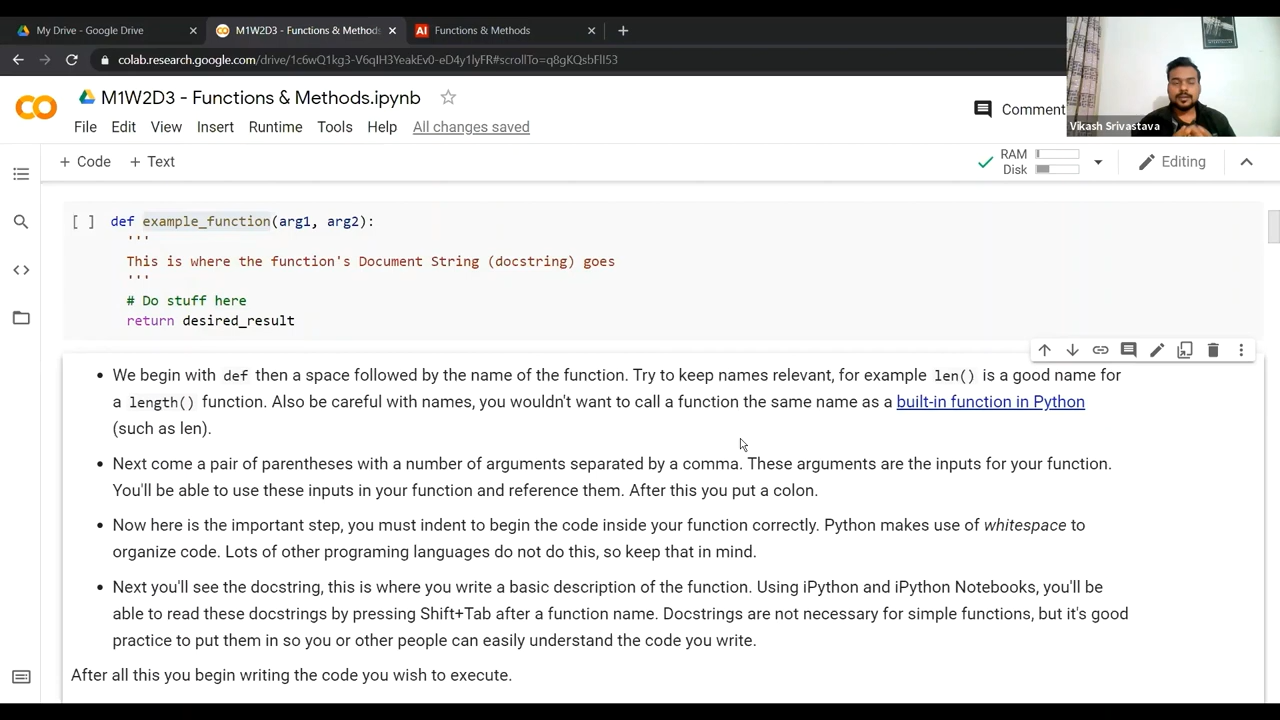 My Drive - Google Drive
M1W2D3 - Functions & Methods
Functions & Methods
colab.research.google.com/drive/1c6wQ1kg3-V6qIH3YeakEv0-eD4y1lyFR#scrollTo=q8gKQsbFII53
M1W2D3 - Functions & Methods.ipynb
Comment
Vikash Srivastava
File Edit View Insert Runtime Tools Help All changes saved
+ Code + Text
RAM
Disk
Editing
[ ] def example_function(arg1, arg2):
'''
This is where the function's Document String (docstring) goes
'''
# Do stuff here
return desired_result
• We begin with def then a space followed by the name of the function. Try to keep names relevant, for example len() is a good name for
a length() function. Also be careful with names, you wouldn't want to call a function the same name as a built-in function in Python
(such as len).
• Next come a pair of parentheses with a number of arguments separated by a comma. These arguments are the inputs for your function.
You'll be able to use these inputs in your function and reference them. After this you put a colon.
• Now here is the important step, you must indent to begin the code inside your function correctly. Python makes use of whitespace to
organize code. Lots of other programing languages do not do this, so keep that in mind.
• Next you'll see the docstring, this is where you write a basic description of the function. Using iPython and iPython Notebooks, you'll be
able to read these docstrings by pressing Shift+Tab after a function name. Docstrings are not necessary for simple functions, but it's good
practice to put them in so you or other people can easily understand the code you write.
After all this you begin writing the code you wish to execute.